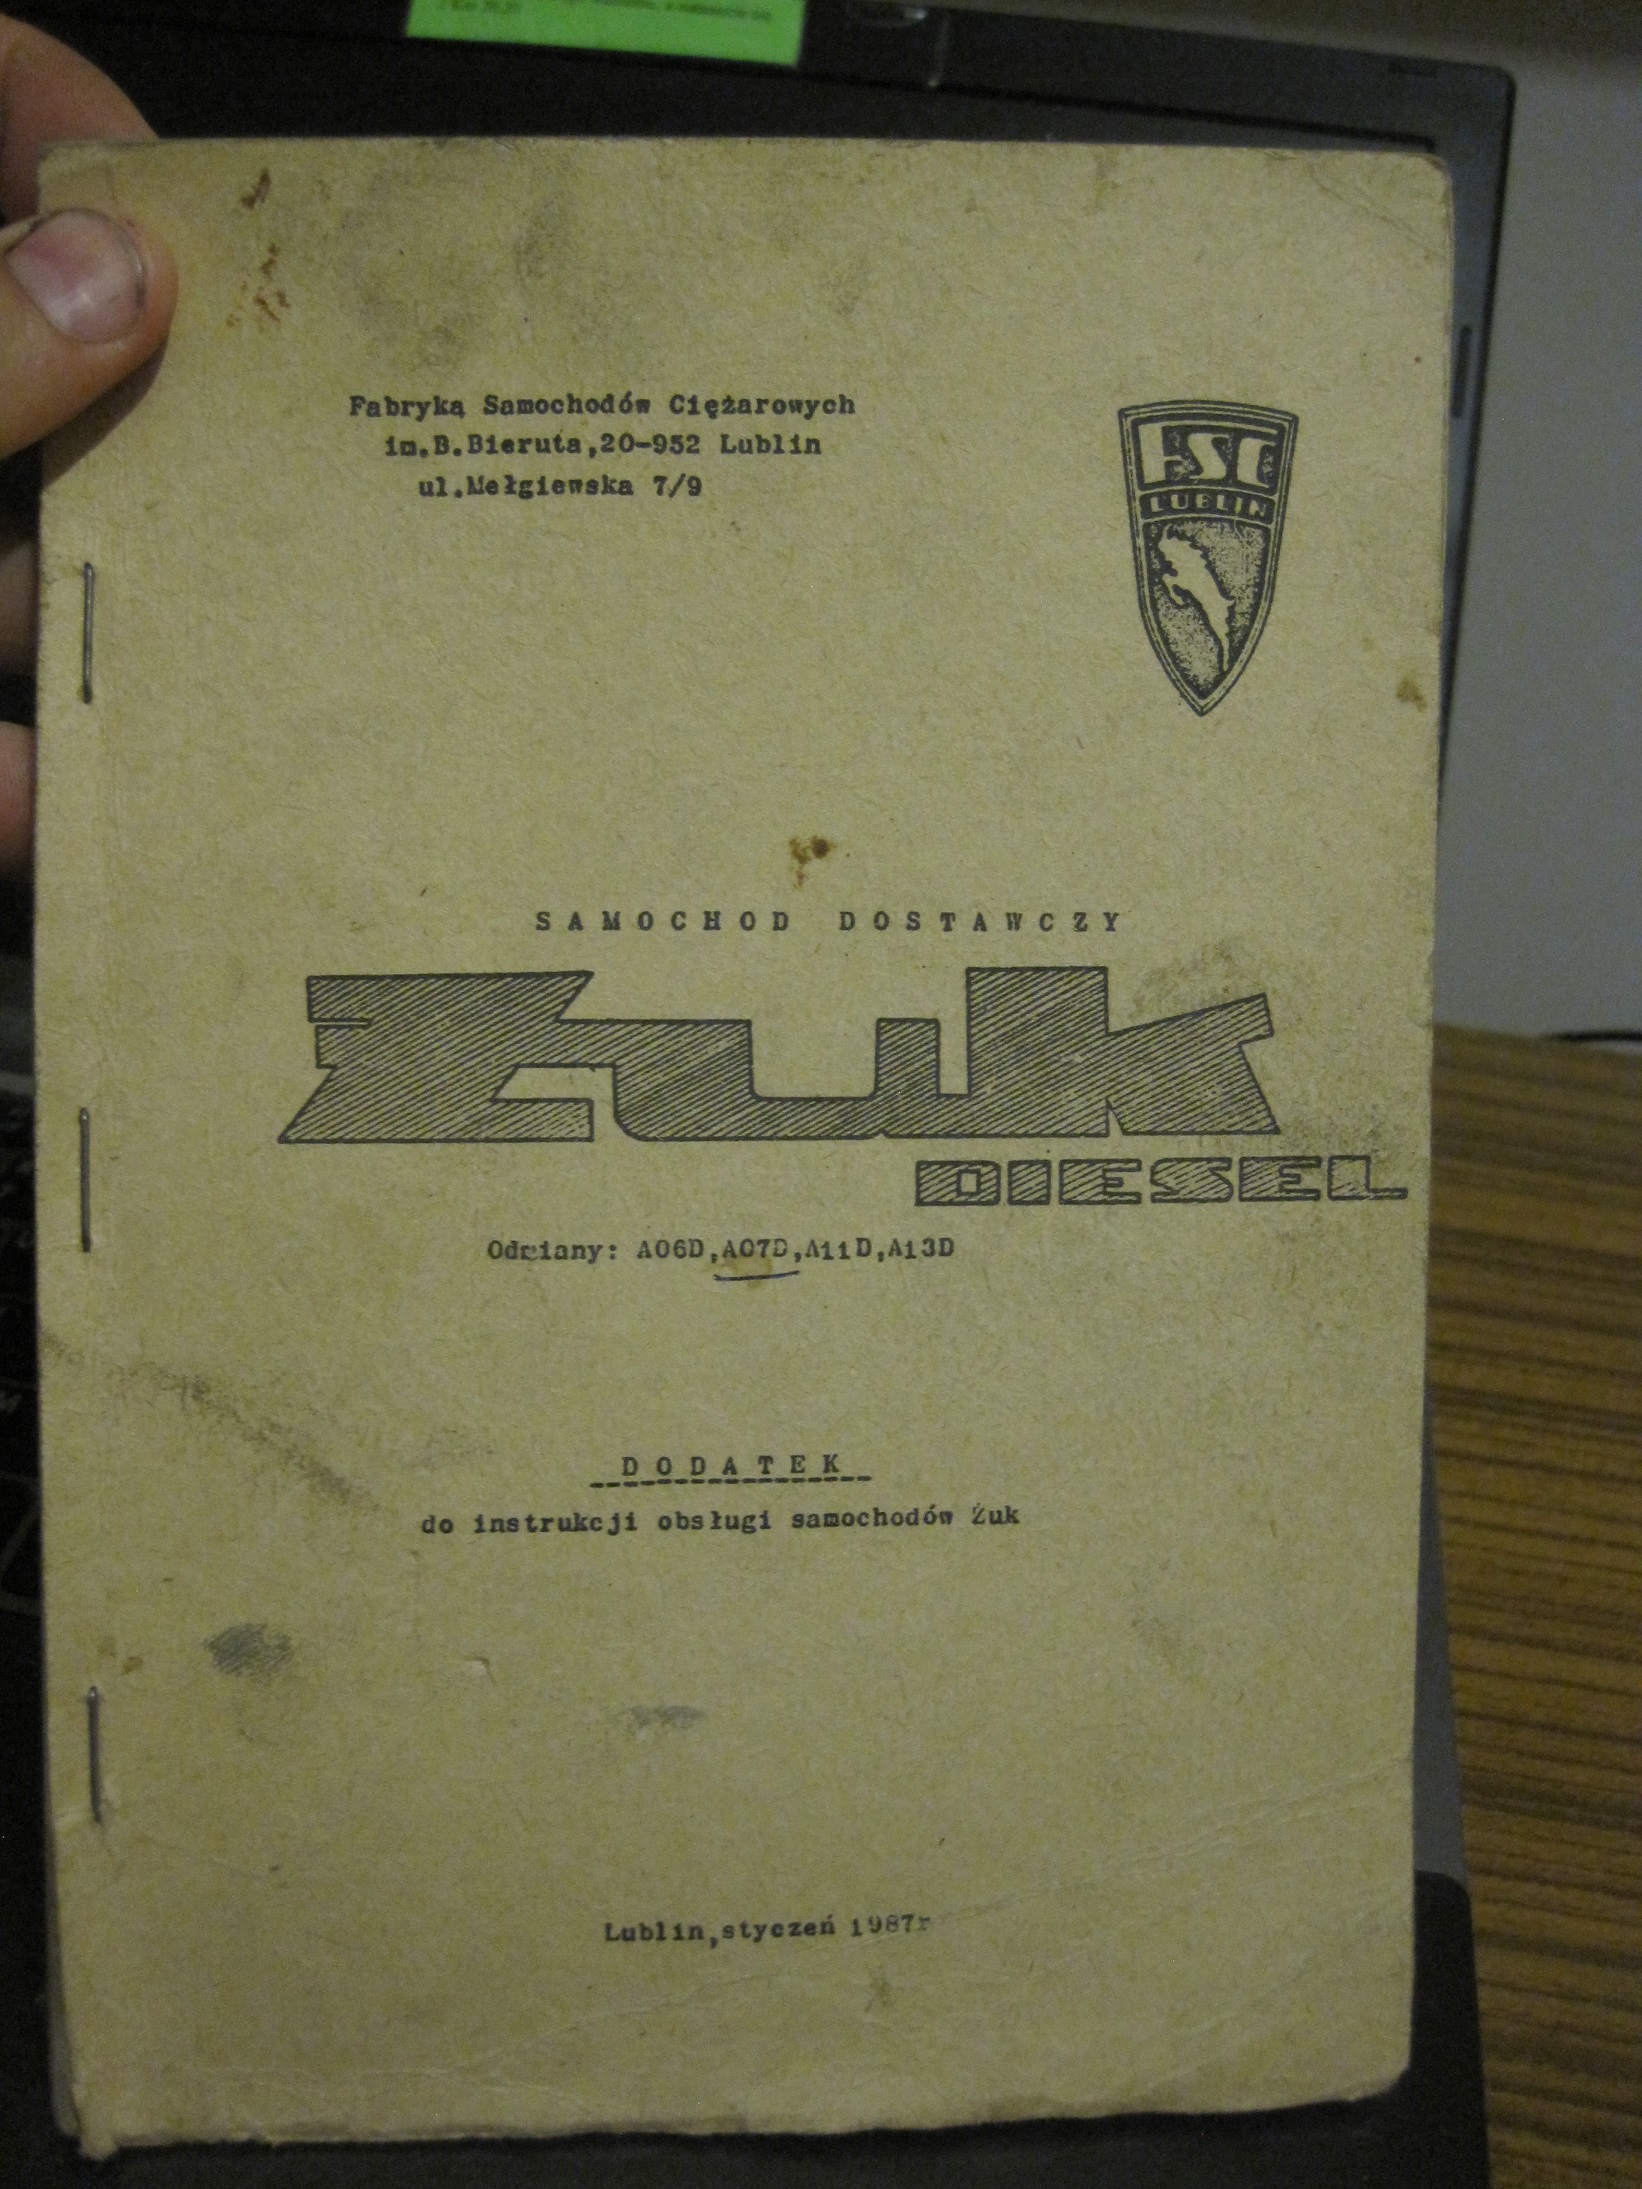 Fabryka Samochodów Ciężarowych
im.B.Bieruta,20-952 Lublin
ul.Mełgiewska 7/9
FSC
LUBLIN
SAMOCHOD DOSTAWCZY
Żuk
DIESEL
Odmiany: A06D,A07D,A11D,A13D
DODATEK
do instrukcji obsługi samochodów Żuk
Lublin,styczeń 1987r